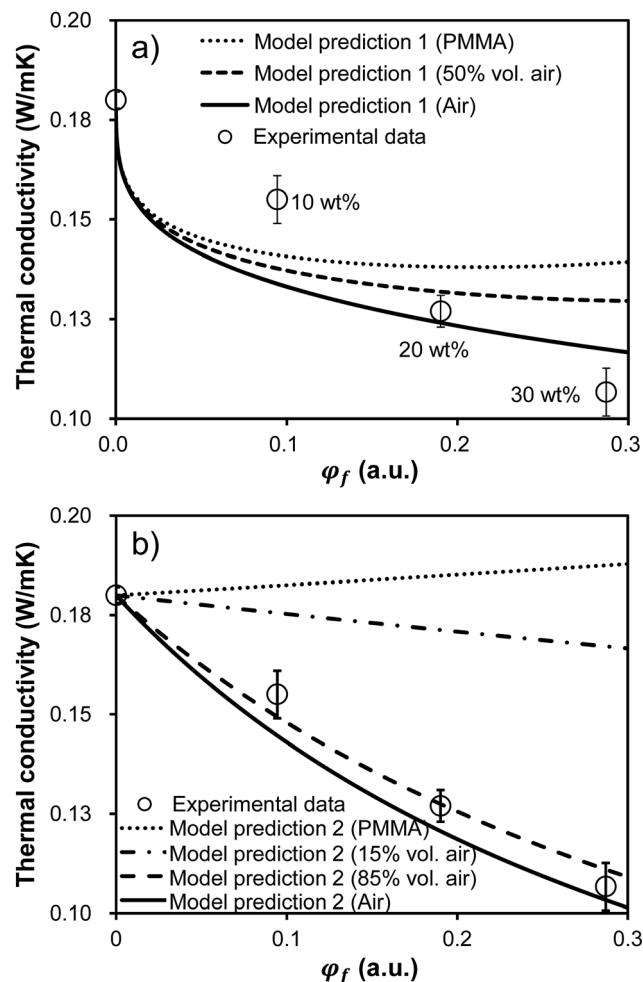 0.20
a)
Model prediction 1 (PMMA)
Model prediction 1 (50% vol. air)
Model prediction 1 (Air)
Experimental data
0.18
0.15
0.13
0.10
10 wt%
20 wt%
30 wt%
Thermal conductivity (W/mK)
0.0
0.1
0.2
0.3
φf (a.u.)
0.20
b)
0.18
0.15
0.13
0.10
Thermal conductivity (W/mK)
Experimental data
Model prediction 2 (PMMA)
Model prediction 2 (15% vol. air)
Model prediction 2 (85% vol. air)
Model prediction 2 (Air)
0
0.1
0.2
0.3
φf (a.u.)